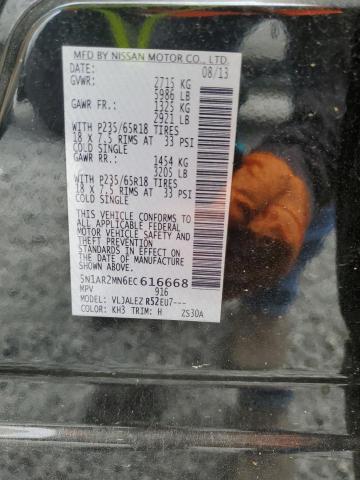 MFD BY NISSAN MOTOR CO., LTD.
DATE: 08/13
GVWR: 2715 KG
5986 LB
GAWR FR.: 1325 KG
2921 LB
WITH P235/65R18 TIRES
18 X 7.5 RIMS AT 33 PSI
COLD SINGLE
GAWR RR.: 1454 KG
3205 LB
WITH P235/65R18 TIRES
18 X 7.5 RIMS AT 33 PSI
COLD SINGLE
THIS VEHICLE CONFORMS TO
ALL APPLICABLE FEDERAL
MOTOR VEHICLE SAFETY AND
THEFT PREVENTION
STANDARDS IN EFFECT ON
THE DATE OF MANUFACTURE
SHOWN ABOVE.
5N1AR2MN6EC616668
MPV 916
MODEL: VLJALEZ R52EU7---
COLOR: KH3 TRIM: H ZS30A